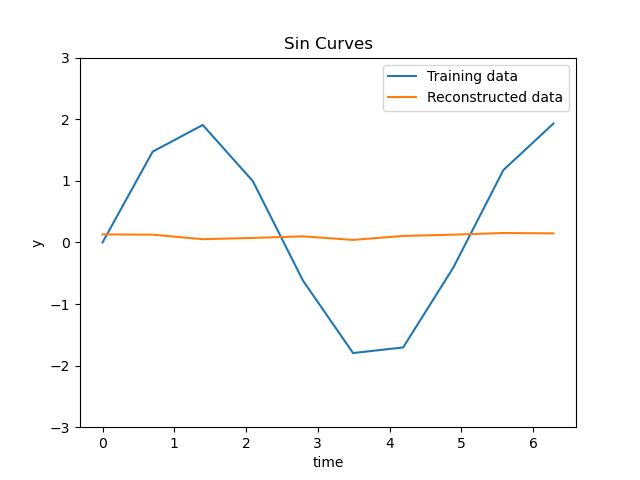 Sin Curves
Training data
Reconstructed data
3
2
1
0
−1
−2
−3
y
0 1 2 3 4 5 6
time